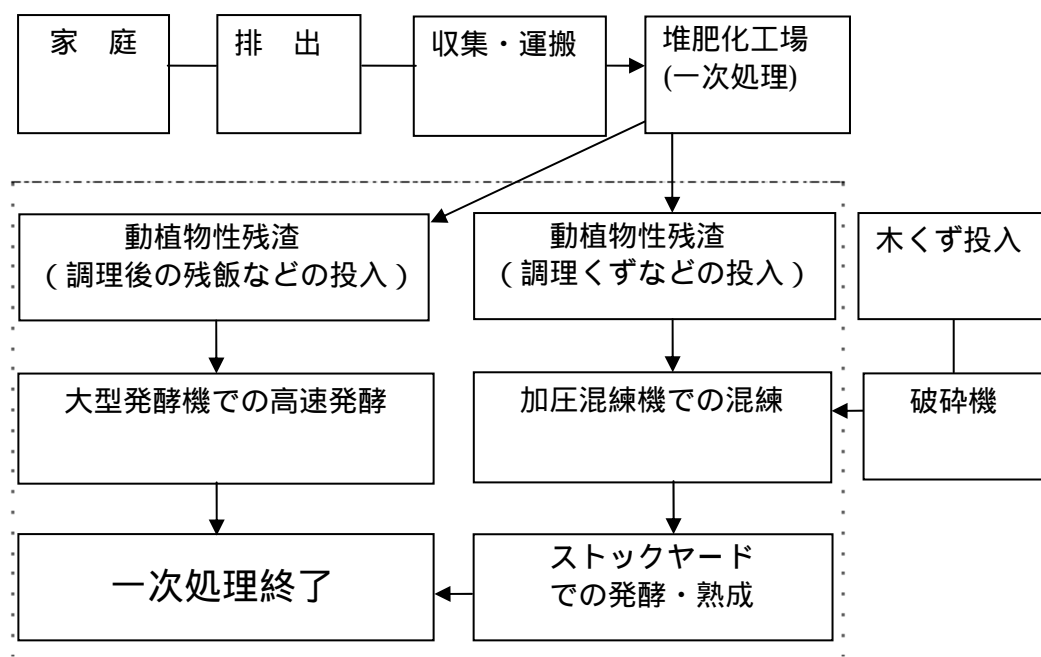 家　庭
排　出
収集・運搬
堆肥化工場
(一次処理)
動植物性残渣
（調理後の残飯などの投入）
動植物性残渣
（調理くずなどの投入）
木くず投入
大型発酵機での高速発酵
加圧混練機での混練
破砕機
一次処理終了
ストックヤード
での発酵・熟成